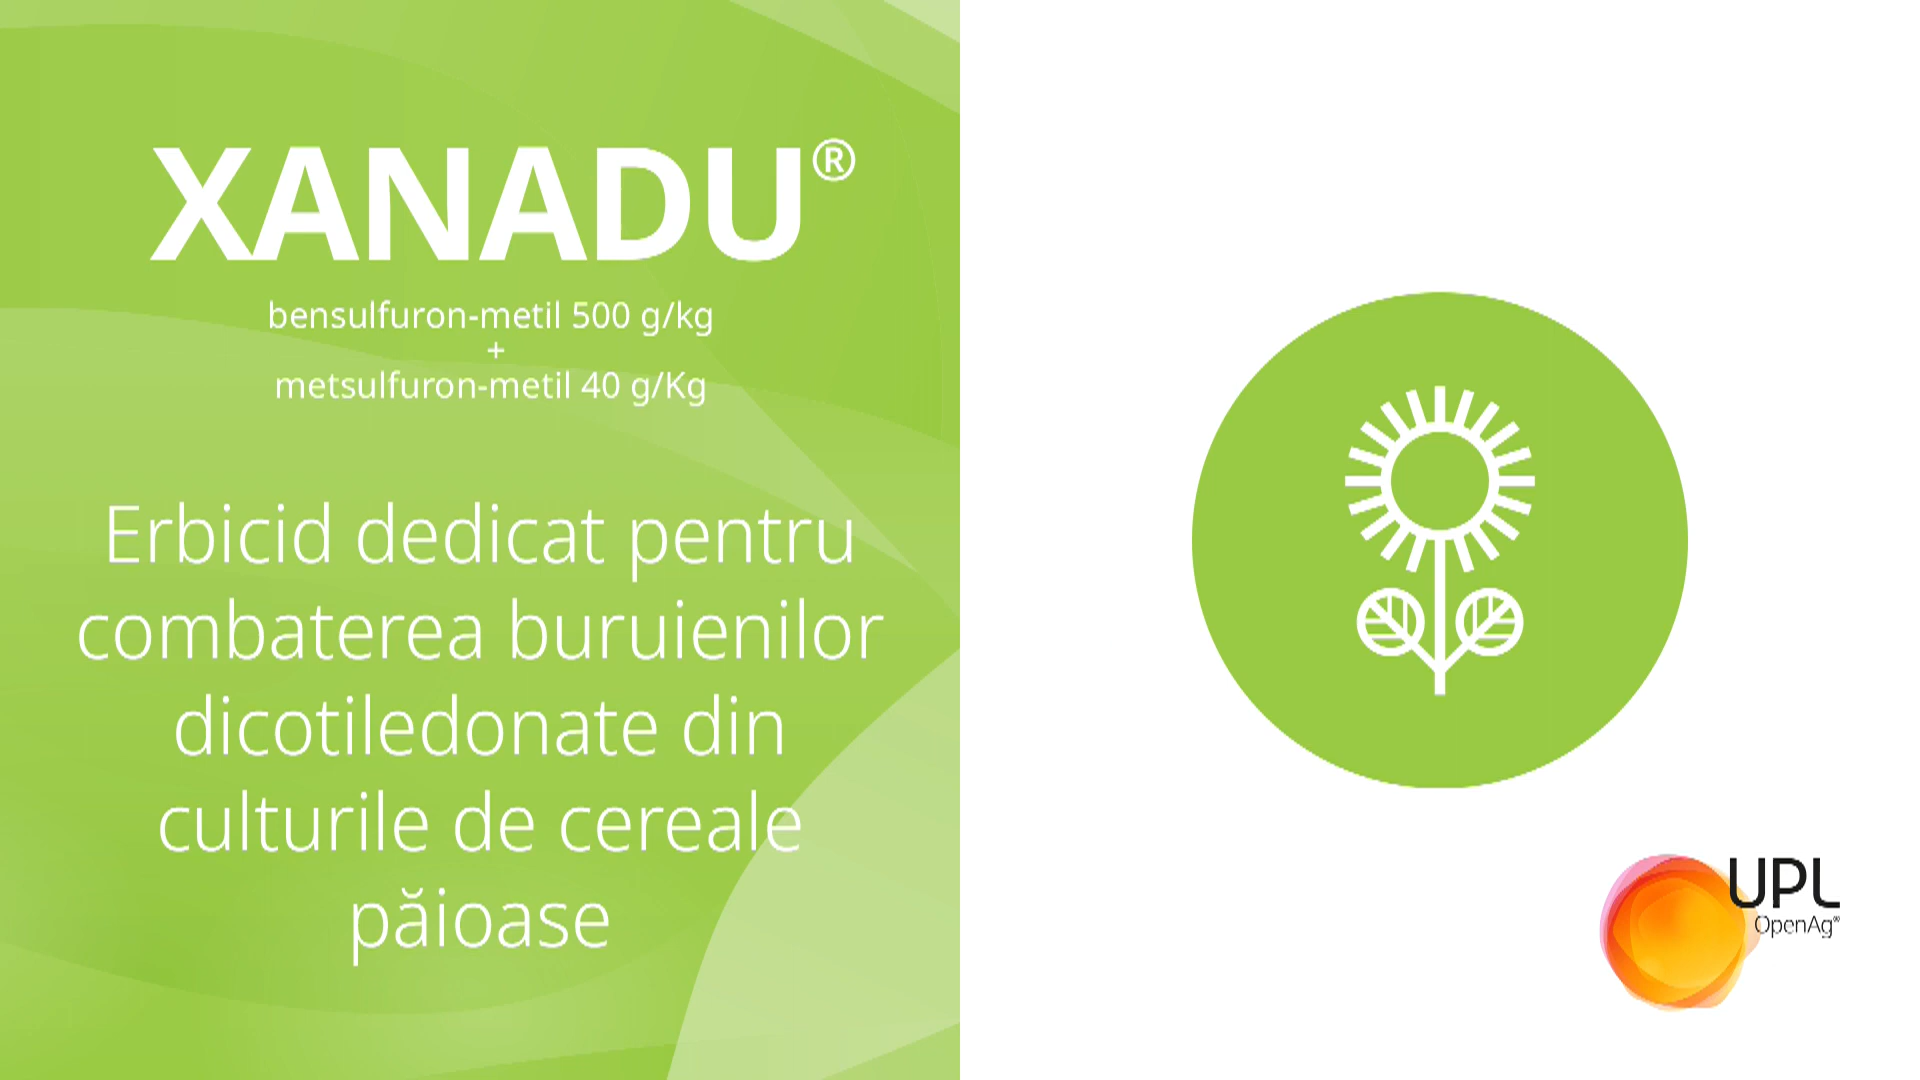 XANADU®
bensulfuron-metil 500 g/kg
+
metsulfuron-metil 40 g/Kg
Erbicid dedicat pentru
combaterea buruienilor
dicotiledonate din
culturile de cereale
păioase
UPL
OpenAg®